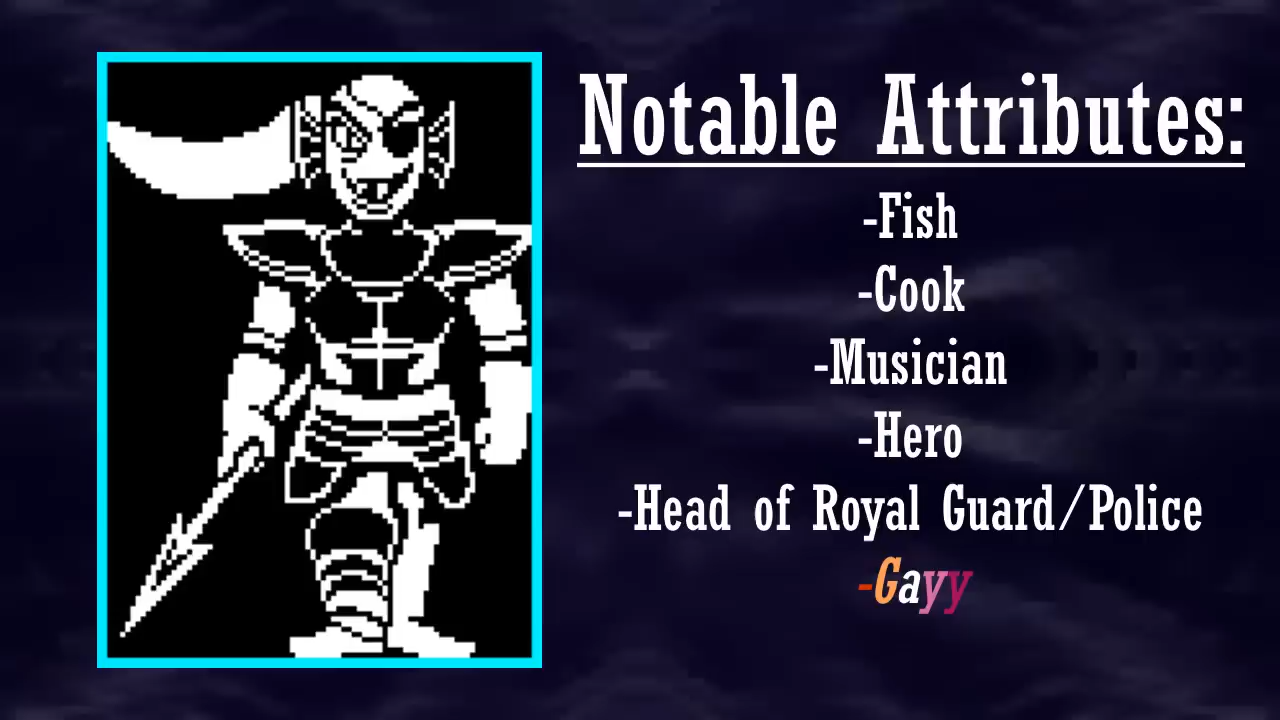 Notable Attributes:
-Fish
-Cook
-Musician
-Hero
-Head of Royal Guard/Police
-Gayy